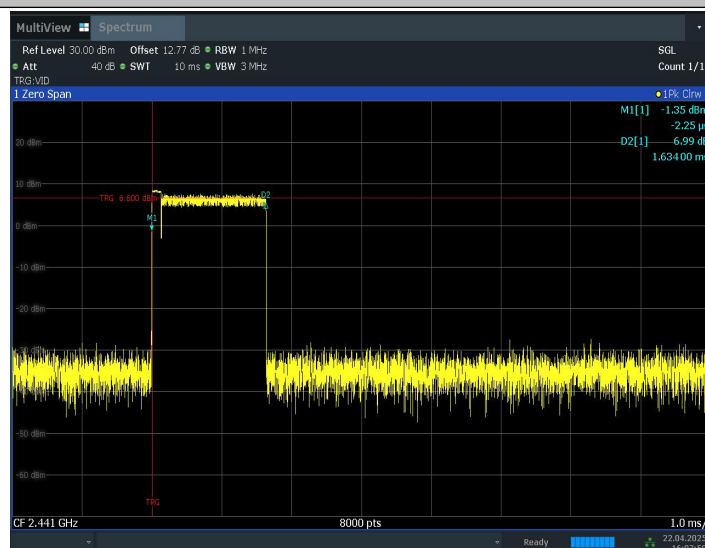 MultiView Spectrum
Ref Level 30.00 dBm Offset 12.77 dB RBW 1 MHz SGL
Att 40 dB SWT 10 ms VBW 3 MHz Count 1/1
TRG:VID
1 Zero Span 1Pk Clrw
M1[1] -1.35 dBm
-2.25 µ
D2[1] 6.99 dB
1.63400 ms
20 dBm
10 dBm
TRG 6.600 dBm
D2
M1
0 dBm
-10 dBm
-20 dBm
-50 dBm
-60 dBm
TRG
CF 2.441 GHz 8000 pts 1.0 ms/
Ready 22.04.2025